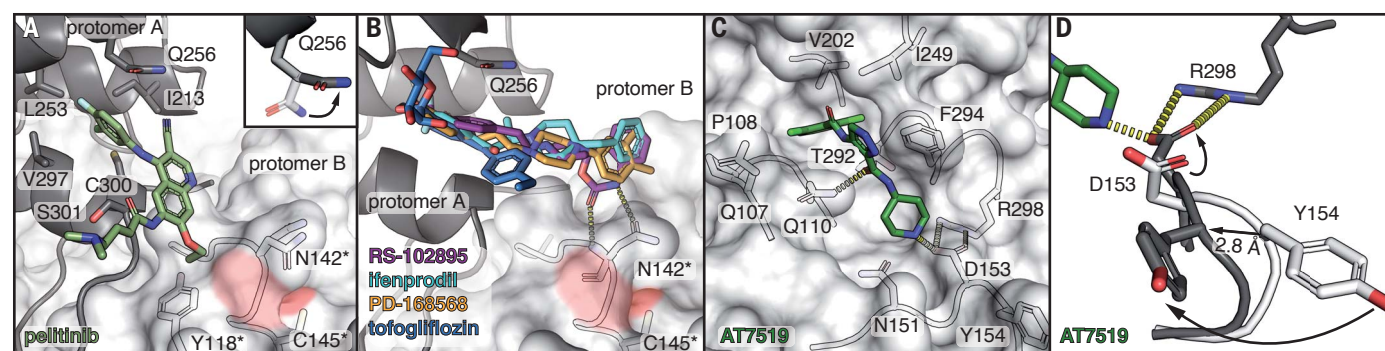 A
protomer A
Q256
I213
L253
V297
C300
S301
protomer B
N142*
Y118*
C145*
pelitinib
Q256
B
Q256
protomer B
protomer A
RS-102895
ifenprodil
PD-168568
tofogliflozin
N142*
C145*
C
V202
I249
P108
F294
T292
Q107
Q110
R298
D153
N151
Y154
AT7519
D
R298
D153
Y154
2.8 Å
AT7519